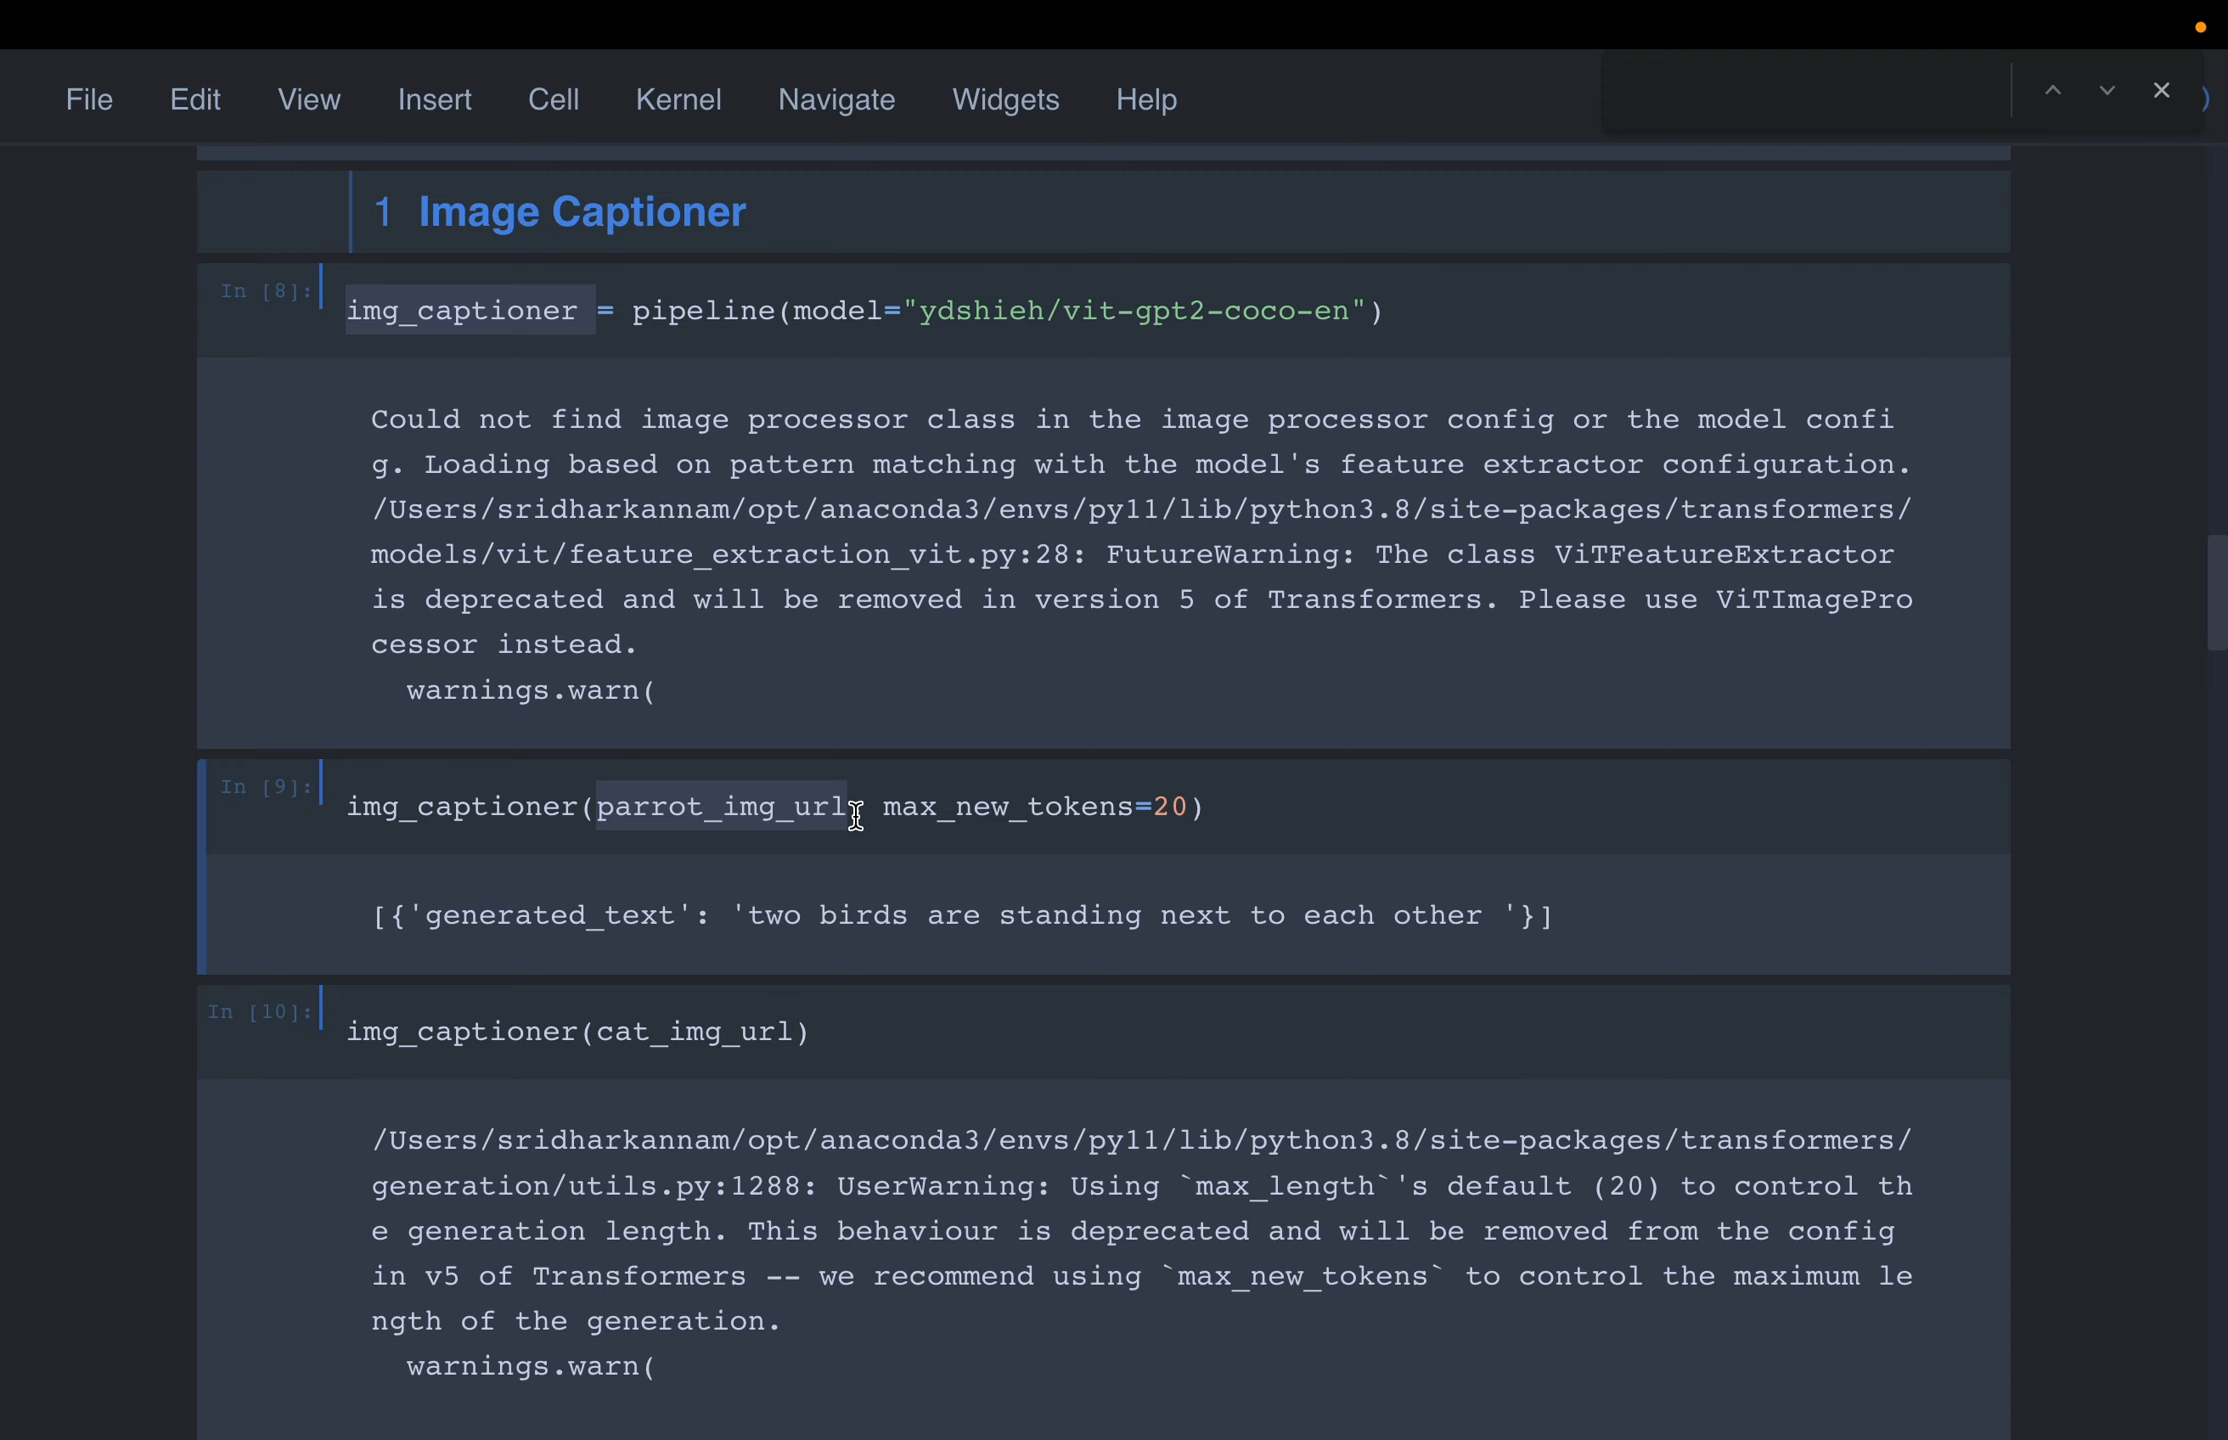 File Edit View Insert Cell Kernel Navigate Widgets Help
1 Image Captioner
In [8]:
img_captioner = pipeline(model="ydshieh/vit-gpt2-coco-en")
Could not find image processor class in the image processor config or the model confi
g. Loading based on pattern matching with the model's feature extractor configuration.
/Users/sridharkannam/opt/anaconda3/envs/py11/lib/python3.8/site-packages/transformers/
models/vit/feature_extraction_vit.py:28: FutureWarning: The class ViTFeatureExtractor
is deprecated and will be removed in version 5 of Transformers. Please use ViTImagePro
cessor instead.
warnings.warn(
In [9]:
img_captioner(parrot_img_url, max_new_tokens=20)
[{'generated_text': 'two birds are standing next to each other '}]
In [10]:
img_captioner(cat_img_url)
/Users/sridharkannam/opt/anaconda3/envs/py11/lib/python3.8/site-packages/transformers/
generation/utils.py:1288: UserWarning: Using `max_length`'s default (20) to control th
e generation length. This behaviour is deprecated and will be removed from the config
in v5 of Transformers -- we recommend using `max_new_tokens` to control the maximum le
ngth of the generation.
warnings.warn(